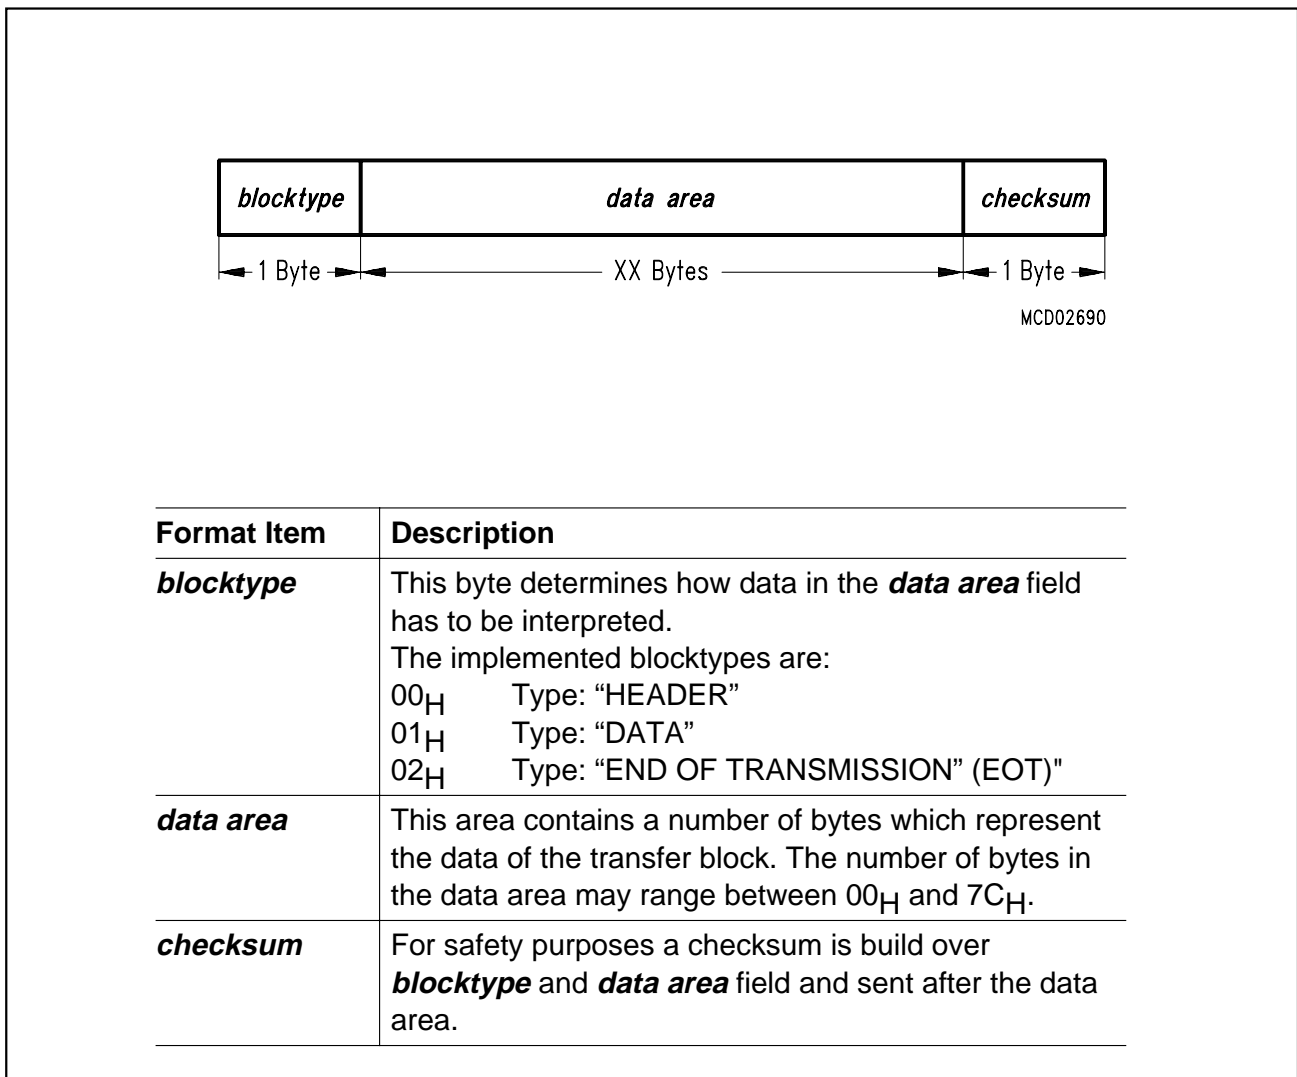 blocktype data area checksum
1 Byte XX Bytes 1 Byte
MCD02690
Format Item Description
blocktype This byte determines how data in the data area field
has to be interpreted.
The implemented blocktypes are:
00H Type: “HEADER”
01H Type: “DATA”
02H Type: “END OF TRANSMISSION” (EOT)"
data area This area contains a number of bytes which represent
the data of the transfer block. The number of bytes in
the data area may range between 00H and 7CH.
checksum For safety purposes a checksum is build over
blocktype and data area field and sent after the data
area.